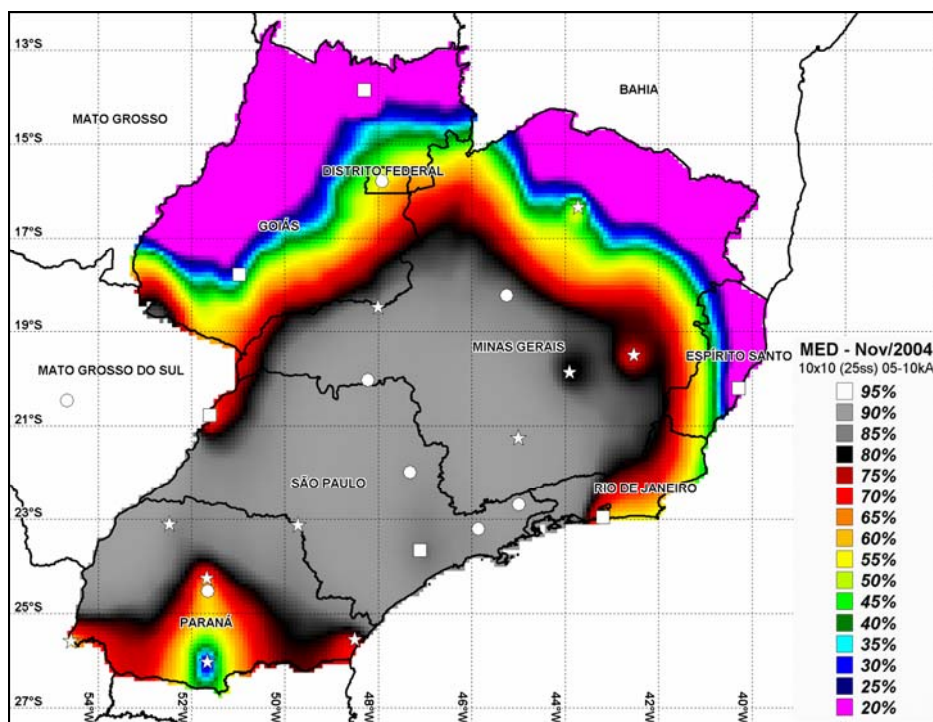 13°S
BAHIA
MATO GROSSO
15°S
DISTRITO FEDERAL
GOIÁS
17°S
19°S
MINAS GERAIS
ESPÍRITO SANTO
MATO GROSSO DO SUL
21°S
SÃO PAULO
RIO DE JANEIRO
23°S
25°S
PARANÁ
27°S
54°W
52°W
50°W
48°W
46°W
44°W
42°W
40°W
MED - Nov/2004
10x10 (25ss) 05-10kA
95%
90%
85%
80%
75%
70%
65%
60%
55%
50%
45%
40%
35%
30%
25%
20%